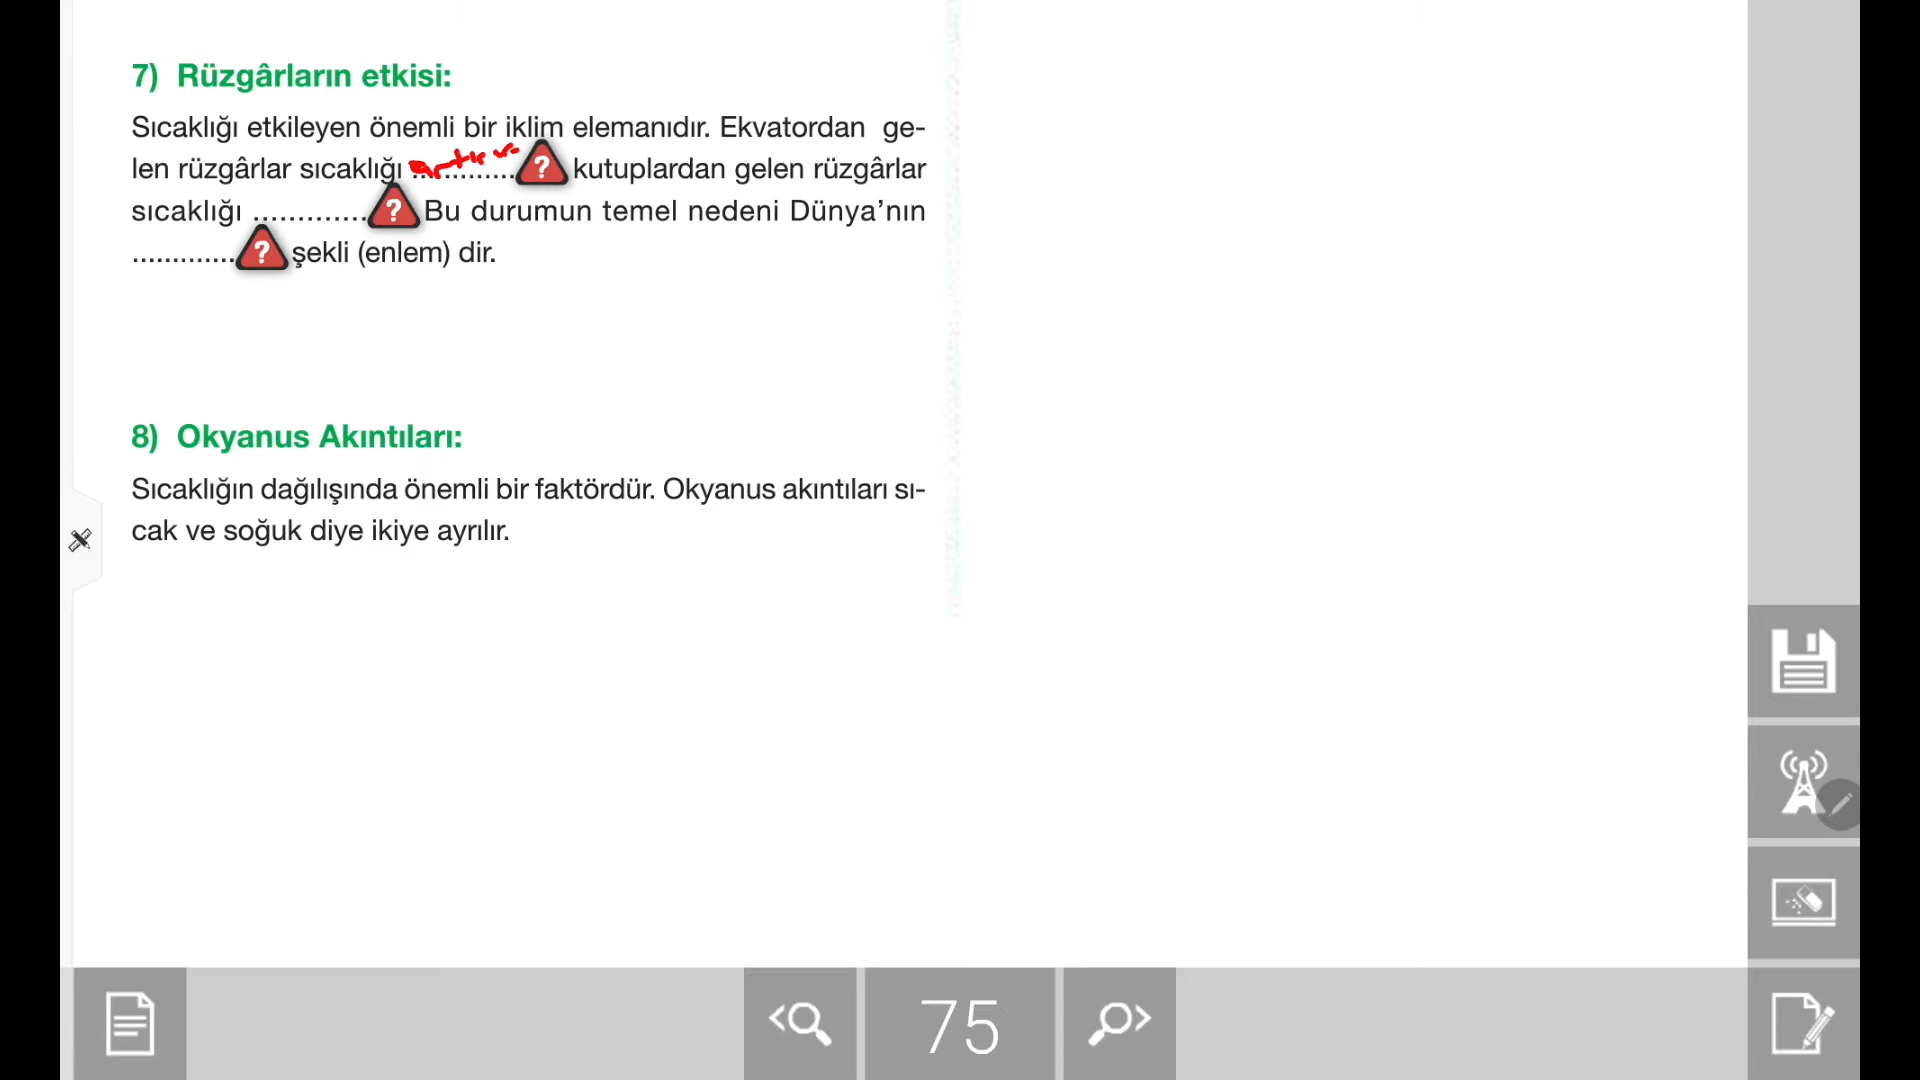 7) Rüzgârların etkisi:
Sıcaklığı etkileyen önemli bir iklim elemanıdır. Ekvatordan ge-
len rüzgârlar sıcaklığı ............. ? kutuplardan gelen rüzgârlar
sıcaklığı ............. ? Bu durumun temel nedeni Dünya’nın
............. ? şekli (enlem) dir.
8) Okyanus Akıntıları:
Sıcaklığın dağılışında önemli bir faktördür. Okyanus akıntıları sı-
cak ve soğuk diye ikiye ayrılır.
75